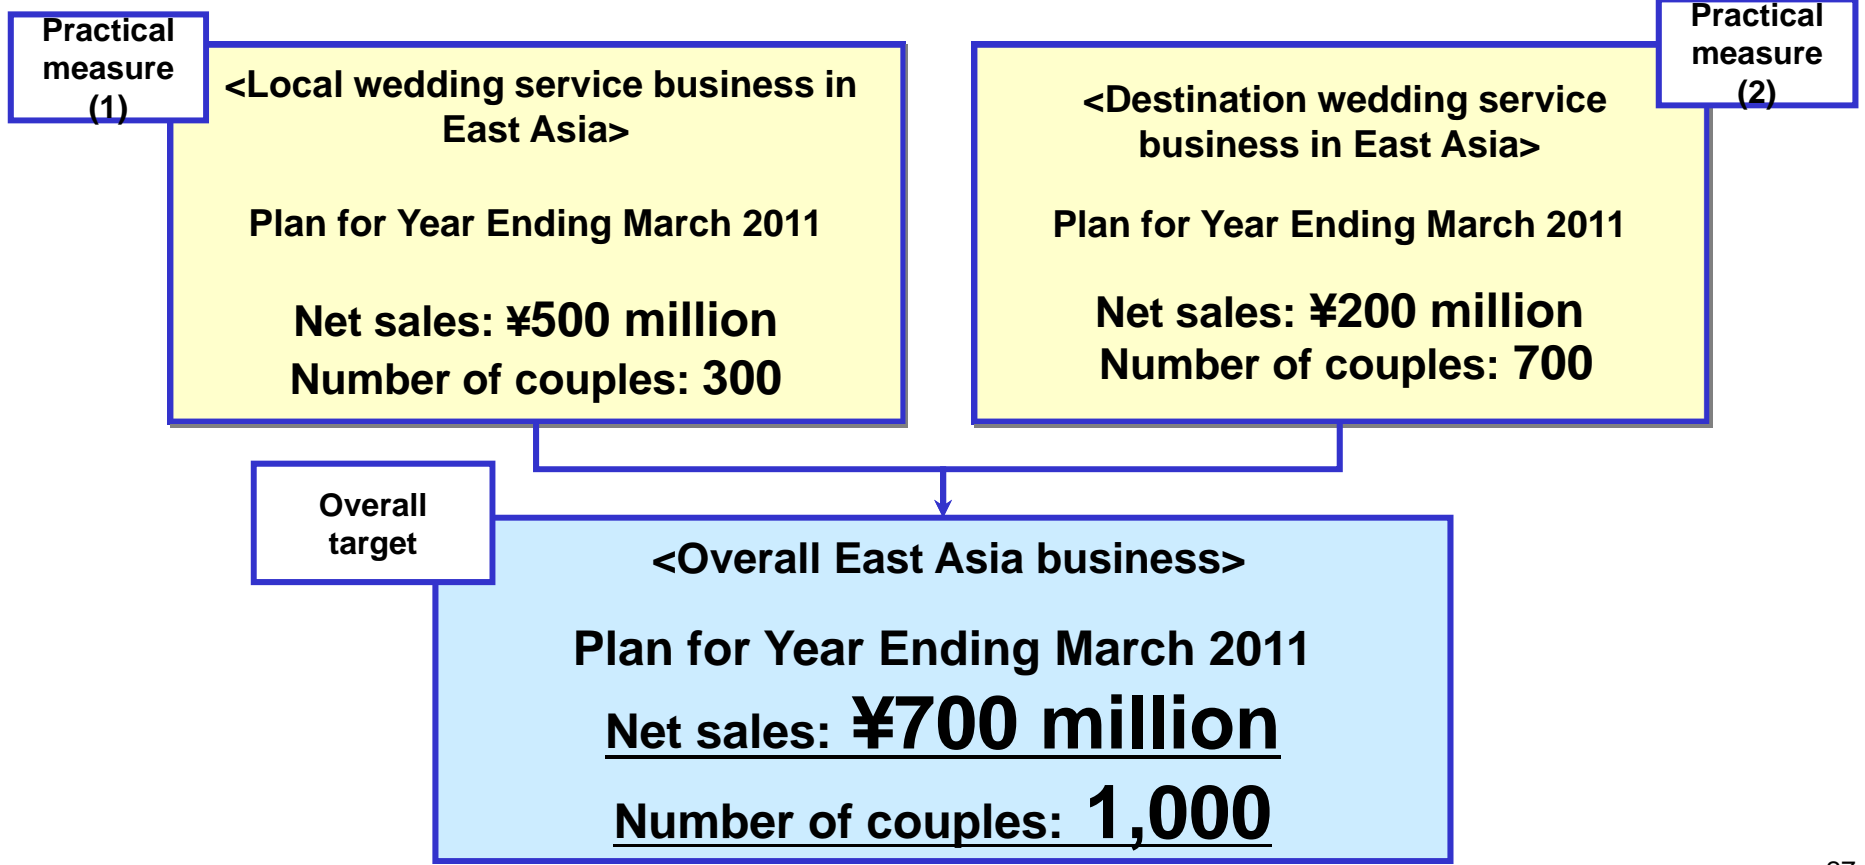 Practical
measure
(1)
<Local wedding service business in
East Asia>
Plan for Year Ending March 2011
Net sales: ¥500 million
Number of couples: 300
Practical
measure
(2)
<Destination wedding service
business in East Asia>
Plan for Year Ending March 2011
Net sales: ¥200 million
Number of couples: 700
Overall
target
<Overall East Asia business>
Plan for Year Ending March 2011
Net sales: ¥700 million
Number of couples: 1,000